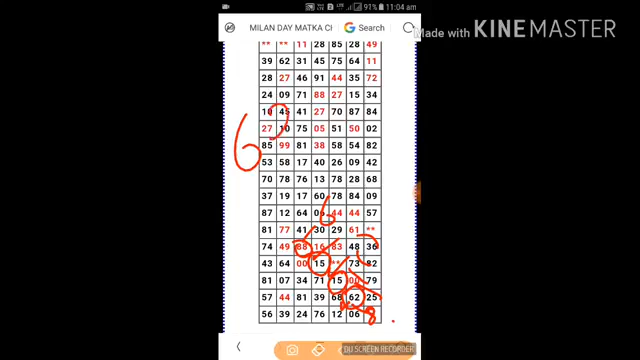 91% 11:04 am
Made with KINEMASTER
MILAN DAY MATKA CH
Search
** ** 11 28 85 28 49
39 62 31 45 75 64 11
28 27 46 91 44 35 72
24 09 71 88 27 15 34
10 45 41 27 70 87 84
27 10 75 05 51 50 02
85 99 81 38 58 54 82
53 58 17 40 26 09 42
70 78 76 13 78 28 68
37 19 17 60 78 84 09
87 12 64 06 44 44 57
81 77 41 30 29 61 **
74 49 88 16 83 48 36
43 64 00 15 ** 73 82
81 07 34 71 15 00 79
57 44 81 39 68 62 25
56 39 24 76 12 06
6
6
DU SCREEN RECORDER